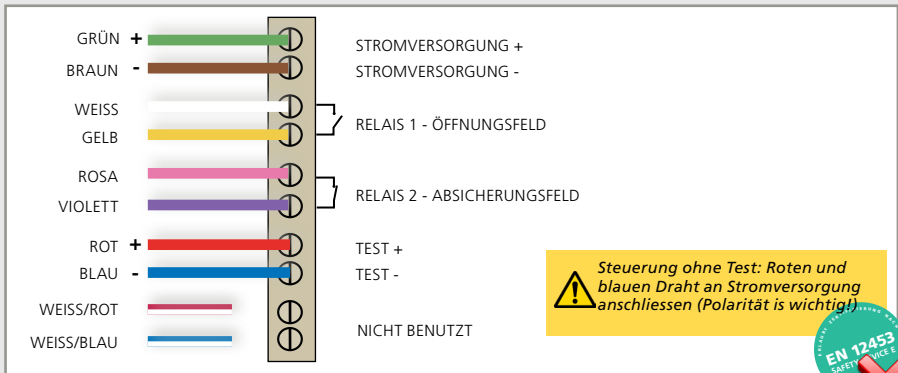 GRÜN +
BRAUN -
WEISS
GELB
ROSA
VIOLETT
ROT +
BLAU -
WEISS/ROT
WEISS/BLAU
STROMVERSORGUNG +
STROMVERSORGUNG -
RELAIS 1 - ÖFFNUNGSFELD
RELAIS 2 - ABSICHERUNGSFELD
TEST +
TEST -
NICHT BENUTZT
Steuerung ohne Test: Roten und
blauen Draht an Stromversorgung
anschliessen (Polarität is wichtig!)
EN 12453
SAFETY E